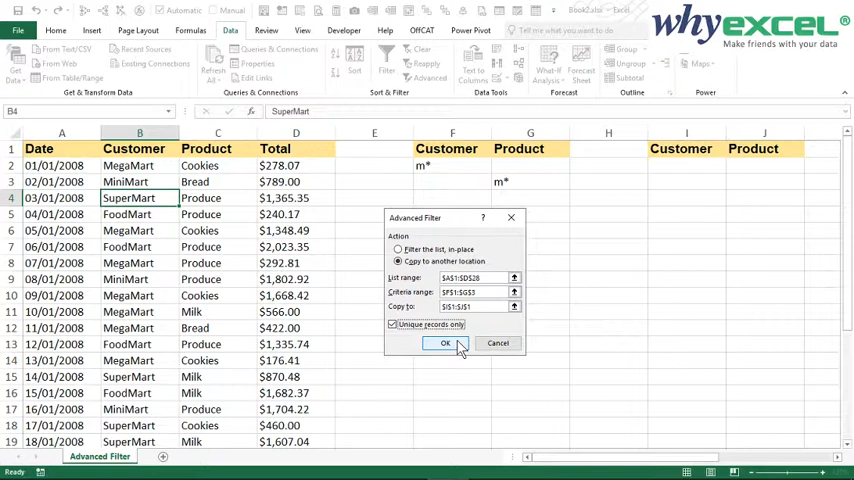 Automatic
Manual
Book2.xlsx - Excel
whyexcel
Make friends with your data
File Home Insert Page Layout Formulas Data Review View Developer Help OffCAT Power Pivot Tell me what you want to do
Get Data
From Text/CSV
From Web
From Table/Range
Recent Sources
Existing Connections
Get & Transform Data
Refresh All
Queries & Connections
Properties
Edit Links
Queries & Connections
Sort
Filter
Clear
Reapply
Advanced
Sort & Filter
Text to Columns
Data Tools
What-If Analysis
Forecast Sheet
Forecast
Group
Ungroup
Subtotal
Outline
Maps
B4 fx SuperMart
A B C D E F G H I J
1 Date Customer Product Total Customer Product Customer Product
2 01/01/2008 MegaMart Cookies $278.07 m*
3 02/01/2008 MiniMart Bread $789.00 m*
4 03/01/2008 SuperMart Produce $1,365.35
5 04/01/2008 FoodMart Produce $240.17
6 05/01/2008 MegaMart Cookies $1,348.49
7 06/01/2008 FoodMart Produce $2,023.35
8 07/01/2008 MegaMart Produce $292.81
9 08/01/2008 MiniMart Produce $1,802.92
10 09/01/2008 MegaMart Cookies $1,668.42
11 10/01/2008 MegaMart Milk $566.00
12 11/01/2008 MegaMart Bread $422.00
13 12/01/2008 FoodMart Produce $1,335.74
14 13/01/2008 MegaMart Cookies $176.41
15 14/01/2008 SuperMart Milk $870.48
16 15/01/2008 FoodMart Milk $1,682.37
17 16/01/2008 MiniMart Produce $1,704.22
18 17/01/2008 SuperMart Cookies $460.00
19 18/01/2008 SuperMart Milk $1,607.04
Advanced Filter ?
Action
Filter the list, in-place
Copy to another location
List range: $A$1:$D$28
Criteria range: $F$1:$G$3
Copy to: $I$1:$J$1
Unique records only
OK Cancel
Advanced Filter
Ready